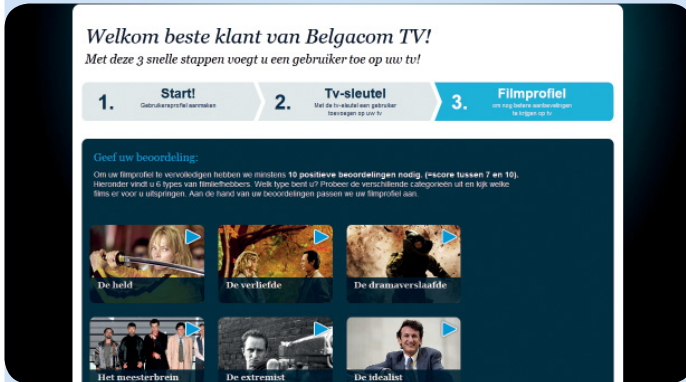 Welkom beste klant van Belgacom TV!
Met deze 3 snelle stappen voegt u een gebruiker toe op uw tv!
1. Start!
Gebruikersprofiel aanmaken
2. Tv-sleutel
Met de tv-sleutel een gebruiker
toevoegen op uw tv
3. Filmprofiel
om nog betere aanbevelingen
te krijgen op tv
Geef uw beoordeling:
Om uw filmprofiel te vervolledigen hebben we minstens 10 positieve beoordelingen nodig. (=score tussen 7 en 10).
Hieronder vindt u 6 types van filmliefhebbers. Welk type bent u? Probeer de verschillende categorieën uit en kijk welke
films er voor u uitspringen. Aan de hand van uw beoordelingen passen we uw filmprofiel aan.
De held
De verliefde
De dramaverslaafde
Het meesterbrein
De extremist
De idealist